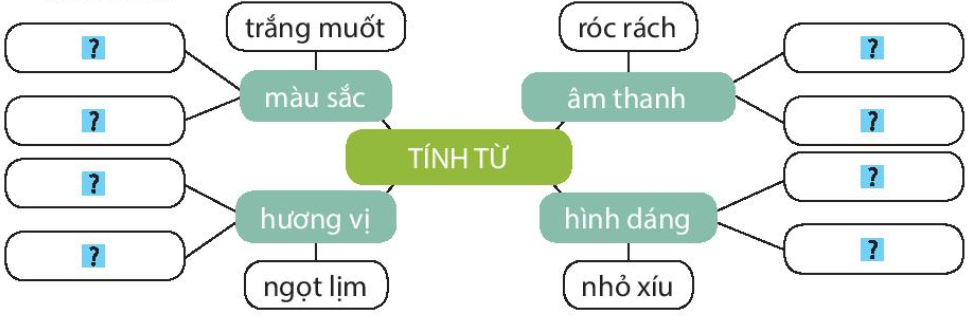 trắng muốt
róc rách
?
?
màu sắc
âm thanh
?
?
TÍNH TỪ
?
?
hương vị
hình dáng
?
?
ngọt lịm
nhỏ xíu